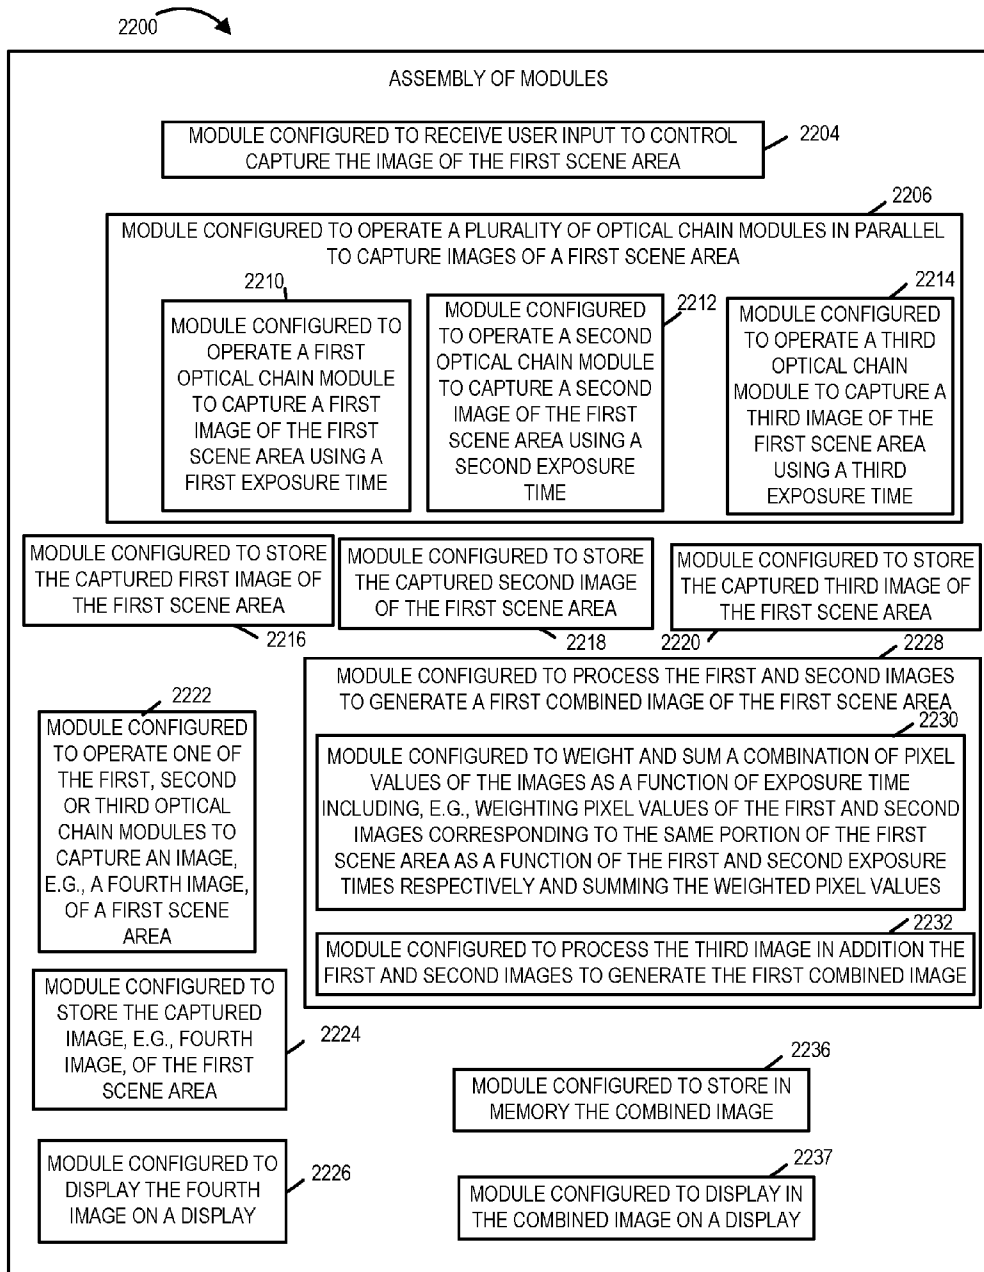 2200
ASSEMBLY OF MODULES
MODULE CONFIGURED TO RECEIVE USER INPUT TO CONTROL
CAPTURE THE IMAGE OF THE FIRST SCENE AREA
2204
2206
MODULE CONFIGURED TO OPERATE A PLURALITY OF OPTICAL CHAIN MODULES IN PARALLEL
TO CAPTURE IMAGES OF A FIRST SCENE AREA
2210
MODULE CONFIGURED TO
OPERATE A FIRST
OPTICAL CHAIN MODULE
TO CAPTURE A FIRST
IMAGE OF THE FIRST
SCENE AREA USING A
FIRST EXPOSURE TIME
2212
MODULE CONFIGURED
TO OPERATE A SECOND
OPTICAL CHAIN MODULE
TO CAPTURE A SECOND
IMAGE OF THE FIRST
SCENE AREA USING A
SECOND EXPOSURE
TIME
2214
MODULE CONFIGURED
TO OPERATE A THIRD
OPTICAL CHAIN
MODULE TO CAPTURE A
THIRD IMAGE OF THE
FIRST SCENE AREA
USING A THIRD
EXPOSURE TIME
MODULE CONFIGURED TO STORE
THE CAPTURED FIRST IMAGE OF
THE FIRST SCENE AREA
2216
MODULE CONFIGURED TO STORE
THE CAPTURED SECOND IMAGE
OF THE FIRST SCENE AREA
2218
MODULE CONFIGURED TO STORE
THE CAPTURED THIRD IMAGE OF
THE FIRST SCENE AREA
2220
2228
MODULE CONFIGURED TO PROCESS THE FIRST AND SECOND IMAGES
TO GENERATE A FIRST COMBINED IMAGE OF THE FIRST SCENE AREA
2230
MODULE CONFIGURED TO WEIGHT AND SUM A COMBINATION OF PIXEL
VALUES OF THE IMAGES AS A FUNCTION OF EXPOSURE TIME
INCLUDING, E.G., WEIGHTING PIXEL VALUES OF THE FIRST AND SECOND
IMAGES CORRESPONDING TO THE SAME PORTION OF THE FIRST
SCENE AREA AS A FUNCTION OF THE FIRST AND SECOND EXPOSURE
TIMES RESPECTIVELY AND SUMMING THE WEIGHTED PIXEL VALUES
2232
MODULE CONFIGURED TO PROCESS THE THIRD IMAGE IN ADDITION THE
FIRST AND SECOND IMAGES TO GENERATE THE FIRST COMBINED IMAGE
2222
MODULE CONFIGURED
TO OPERATE ONE OF
THE FIRST, SECOND
OR THIRD OPTICAL
CHAIN MODULES TO
CAPTURE AN IMAGE,
E.G., A FOURTH IMAGE,
OF A FIRST SCENE
AREA
MODULE CONFIGURED TO
STORE THE CAPTURED
IMAGE, E.G., FOURTH
IMAGE, OF THE FIRST
SCENE AREA
2224
MODULE CONFIGURED TO
DISPLAY THE FOURTH
IMAGE ON A DISPLAY
2226
2236
MODULE CONFIGURED TO STORE IN
MEMORY THE COMBINED IMAGE
2237
MODULE CONFIGURED TO DISPLAY IN
THE COMBINED IMAGE ON A DISPLAY